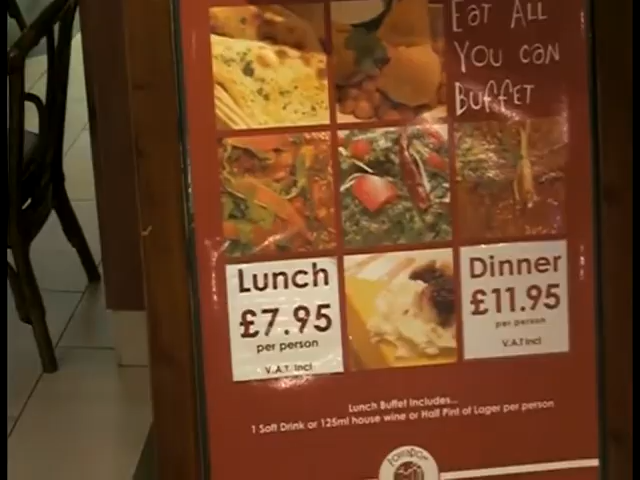 Eat All
You can
Buffet
Lunch
£7.95
per person
V.A.T. Incl
Dinner
£11.95
per person
V.A.T Incl
Lunch Buffet Includes...
1 Soft Drink or 125ml house wine or Half Pint of Lager per person